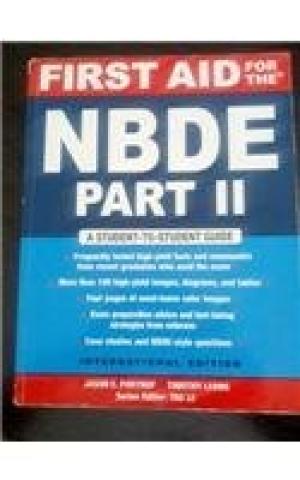 FIRST AID FOR THE
NBDE
PART II
A STUDENT-TO-STUDENT GUIDE
Frequently tested high-yield facts and mnemonics
from recent graduates who aced the exam
More than 100 high-yield images, diagrams, and tables
Four pages of must-know color images
Exam preparation advice and test-taking
strategies from veterans
Case studies and NBDE-style questions
INTERNATIONAL EDITION
JASON E. PORTNOF TIMOTHY LEUNG
Series Editor: TAO LE